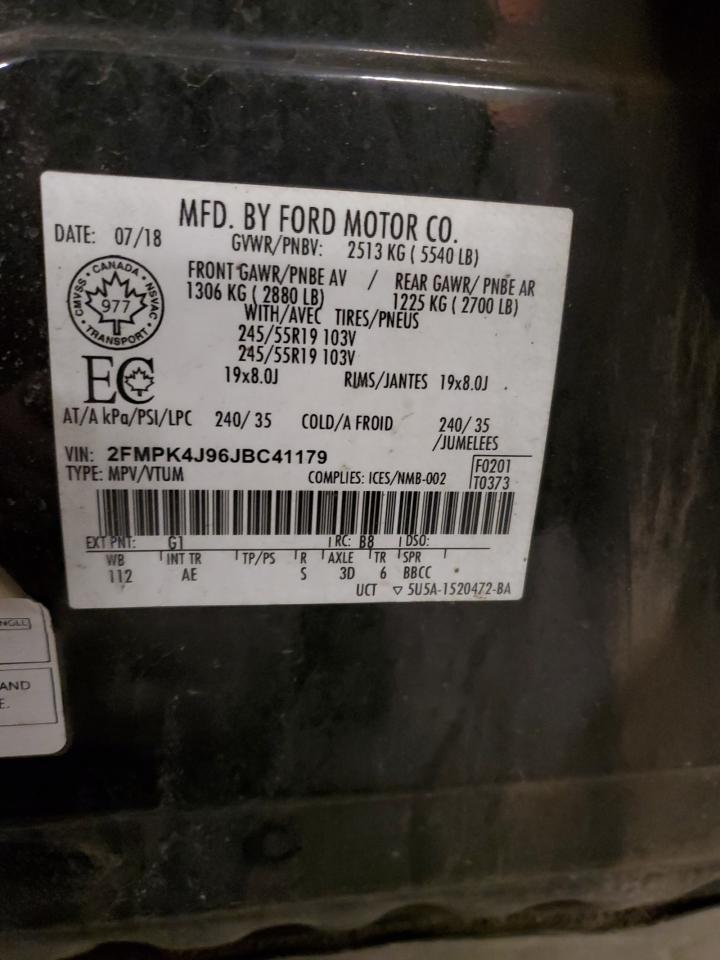 MFD. BY FORD MOTOR CO.
DATE: 07/18
GVWR/PNBV: 2513 KG ( 5540 LB)
FRONT GAWR/PNBE AV / REAR GAWR/ PNBE AR
1306 KG ( 2880 LB) 1225 KG ( 2700 LB)
WITH/AVEC TIRES/PNEUS
245/55R19 103V
245/55R19 103V
19x8.0J RIMS/JANTES 19x8.0J
CANADA
CMVSS 977 NSVAC
TRANSPORT
EC
AT/A kPa/PSI/LPC 240/ 35 COLD/A FROID 240/ 35
/JUMELEES
VIN: 2FMPK4J96JBC41179
TYPE: MPV/VTUM COMPLIES: ICES/NMB-002
F0201
T0373
EXT PNT: G1 RC: B8 DSO:
WB INT TR TP/PS R AXLE TR SPR
112 AE S 3D 6 BBCC
UCT ▽ 5U5A-1520472-BA
AND
E.